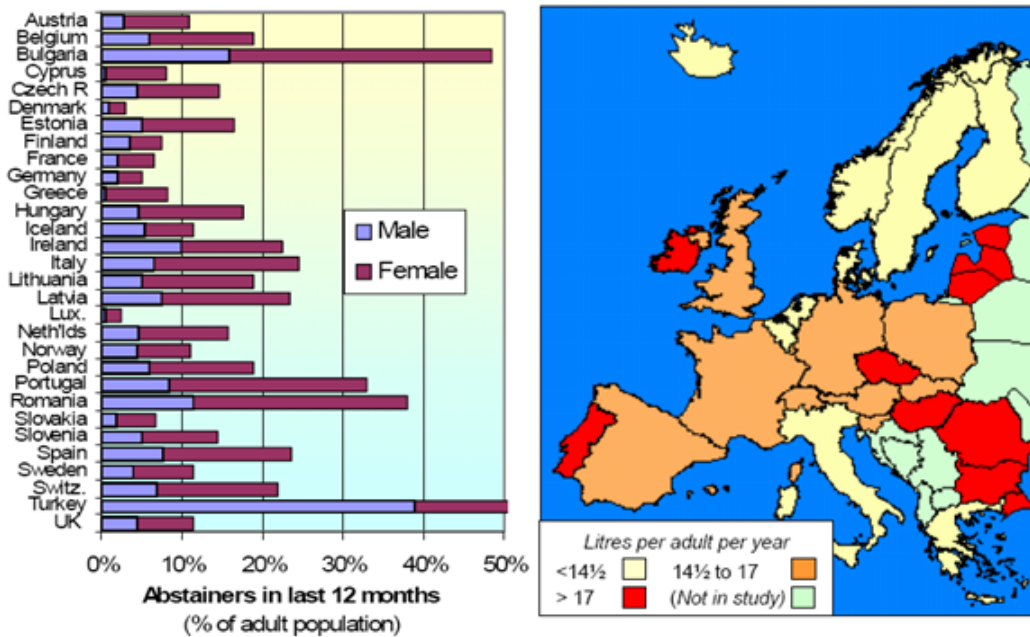 Austria
Belgium
Bulgaria
Cyprus
Czech R
Denmark
Estonia
Finland
France
Germany
Greece
Hungary
Iceland
Ireland
Italy
Lithuania
Latvia
Lux.
Neth'lds
Norway
Poland
Portugal
Romania
Slovakia
Slovenia
Spain
Sweden
Switz.
Turkey
UK
Male
Female
0% 10% 20% 30% 40% 50%
Abstainers in last 12 months
(% of adult population)
Litres per adult per year
<14½ 14½ to 17
> 17 (Not in study)